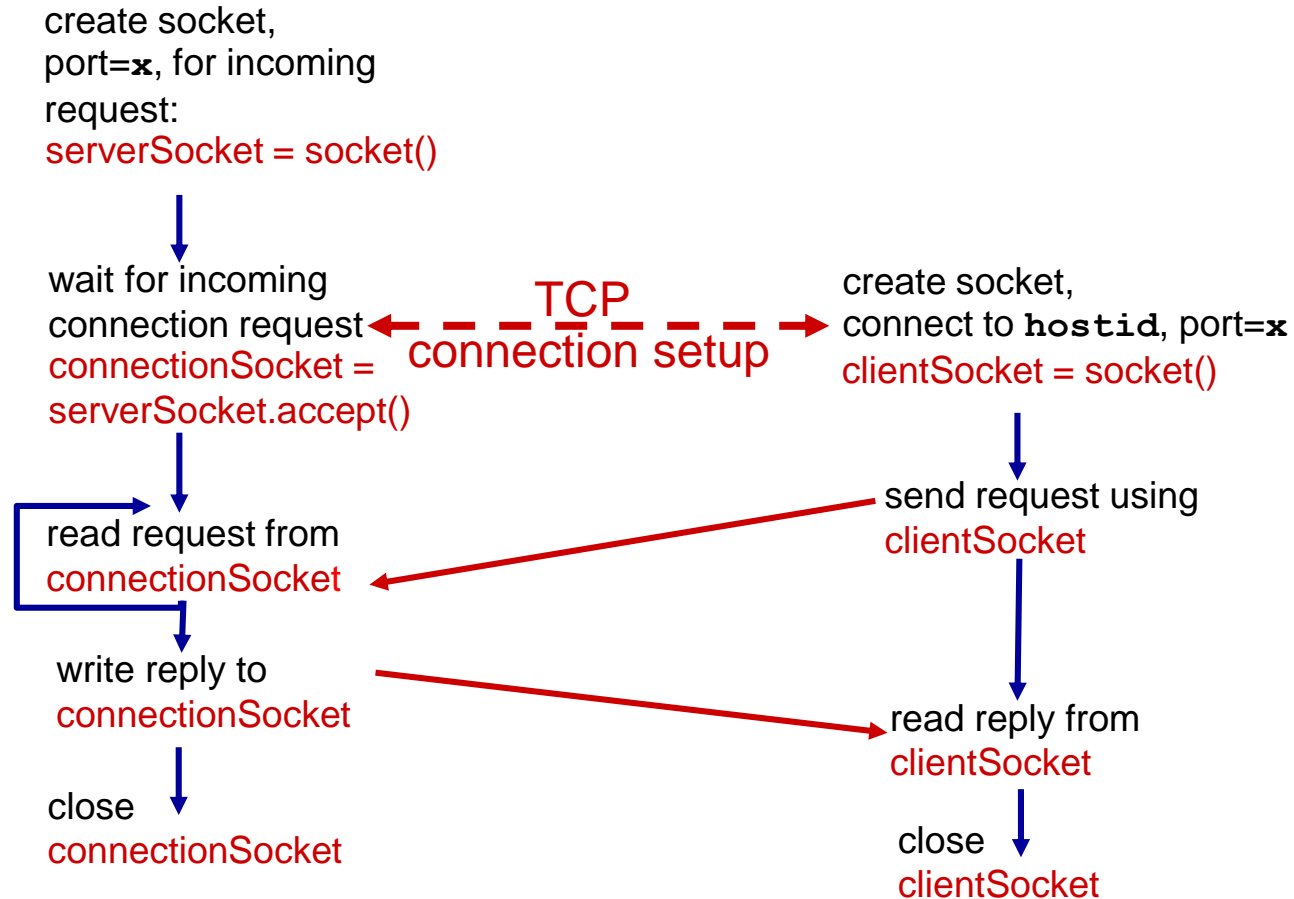 create socket,
port=x, for incoming
request:
serverSocket = socket()
wait for incoming
connection request
connectionSocket =
serverSocket.accept()
TCP
connection setup
create socket,
connect to hostid, port=x
clientSocket = socket()
send request using
clientSocket
read request from
connectionSocket
write reply to
connectionSocket
read reply from
clientSocket
close
connectionSocket
close
clientSocket